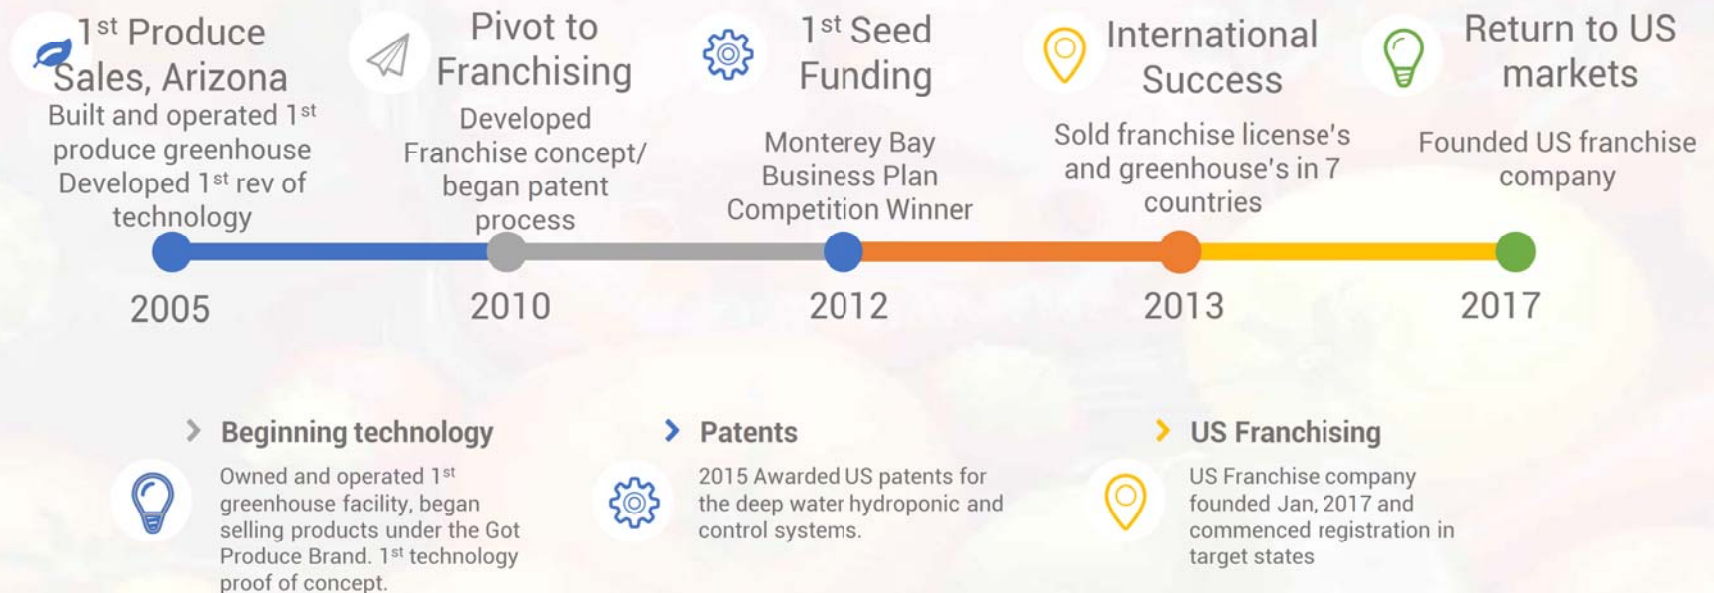 1st Produce
Sales, Arizona
Built and operated 1st
produce greenhouse
Developed 1st rev of
technology
Pivot to
Franchising
Developed
Franchise concept/
began patent
process
1st Seed
Funding
Monterey Bay
Business Plan
Competition Winner
International
Success
Sold franchise license's
and greenhouse's in 7
countries
Return to US
markets
Founded US franchise
company
2005
2010
2012
2013
2017
Beginning technology
Owned and operated 1st
greenhouse facility, began
selling products under the Got
Produce Brand. 1st technology
proof of concept.
Patents
2015 Awarded US patents for
the deep water hydroponic and
control systems.
US Franchising
US Franchise company
founded Jan, 2017 and
commenced registration in
target states